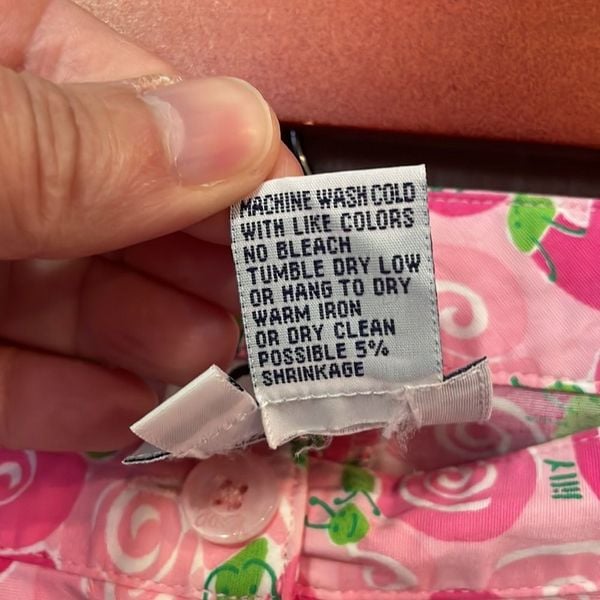 MACHINE WASH COLD
WITH LIKE COLORS
NO BLEACH
TUMBLE DRY LOW
OR HANG TO DRY
WARM IRON
OR DRY CLEAN
POSSIBLE 5%
SHRINKAGE
lilly